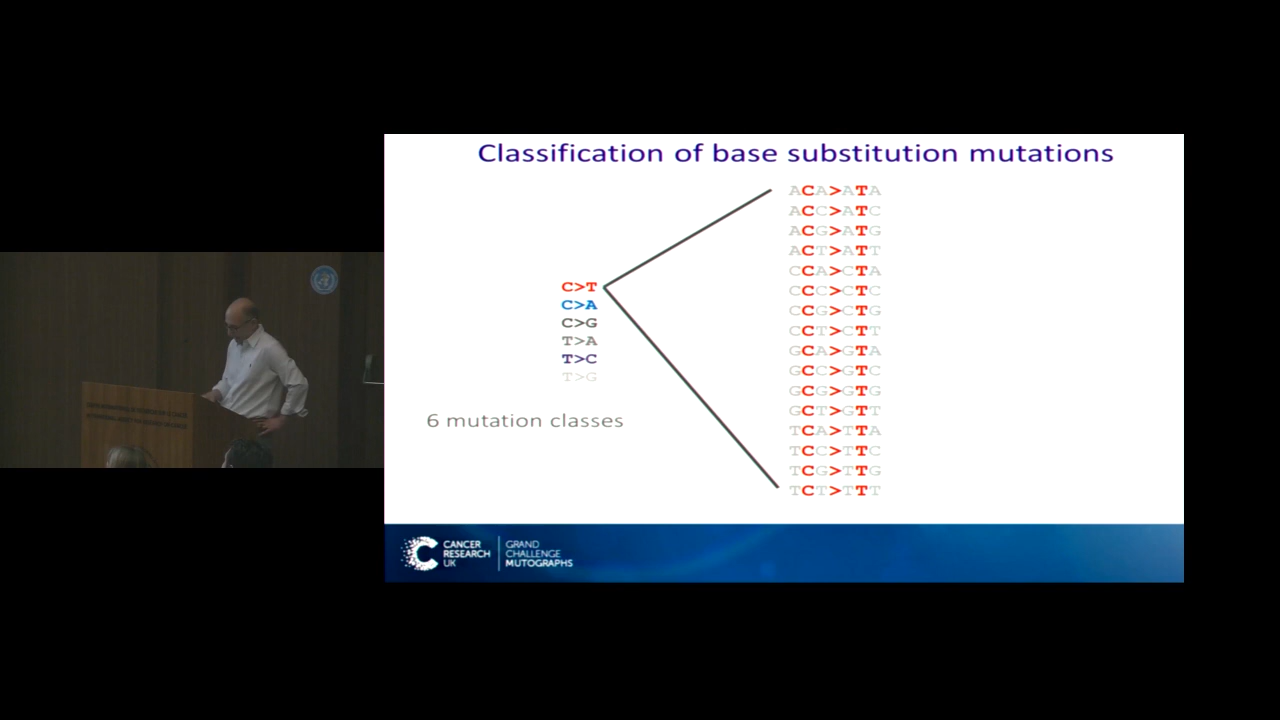 Classification of base substitution mutations
C>T
C>A
C>G
T>A
T>C
T>G
6 mutation classes
ACA>ATA
ACC>ATC
ACG>ATG
ACT>ATT
CCA>CTA
CCC>CTC
CCG>CTG
CCT>CTT
GCA>GTA
GCC>GTC
GCG>GTG
GCT>GTT
TCA>TTA
TCC>TTC
TCG>TTG
TCT>TTT
CANCER
RESEARCH
UK
GRAND
CHALLENGE
MUTOGRAPHS